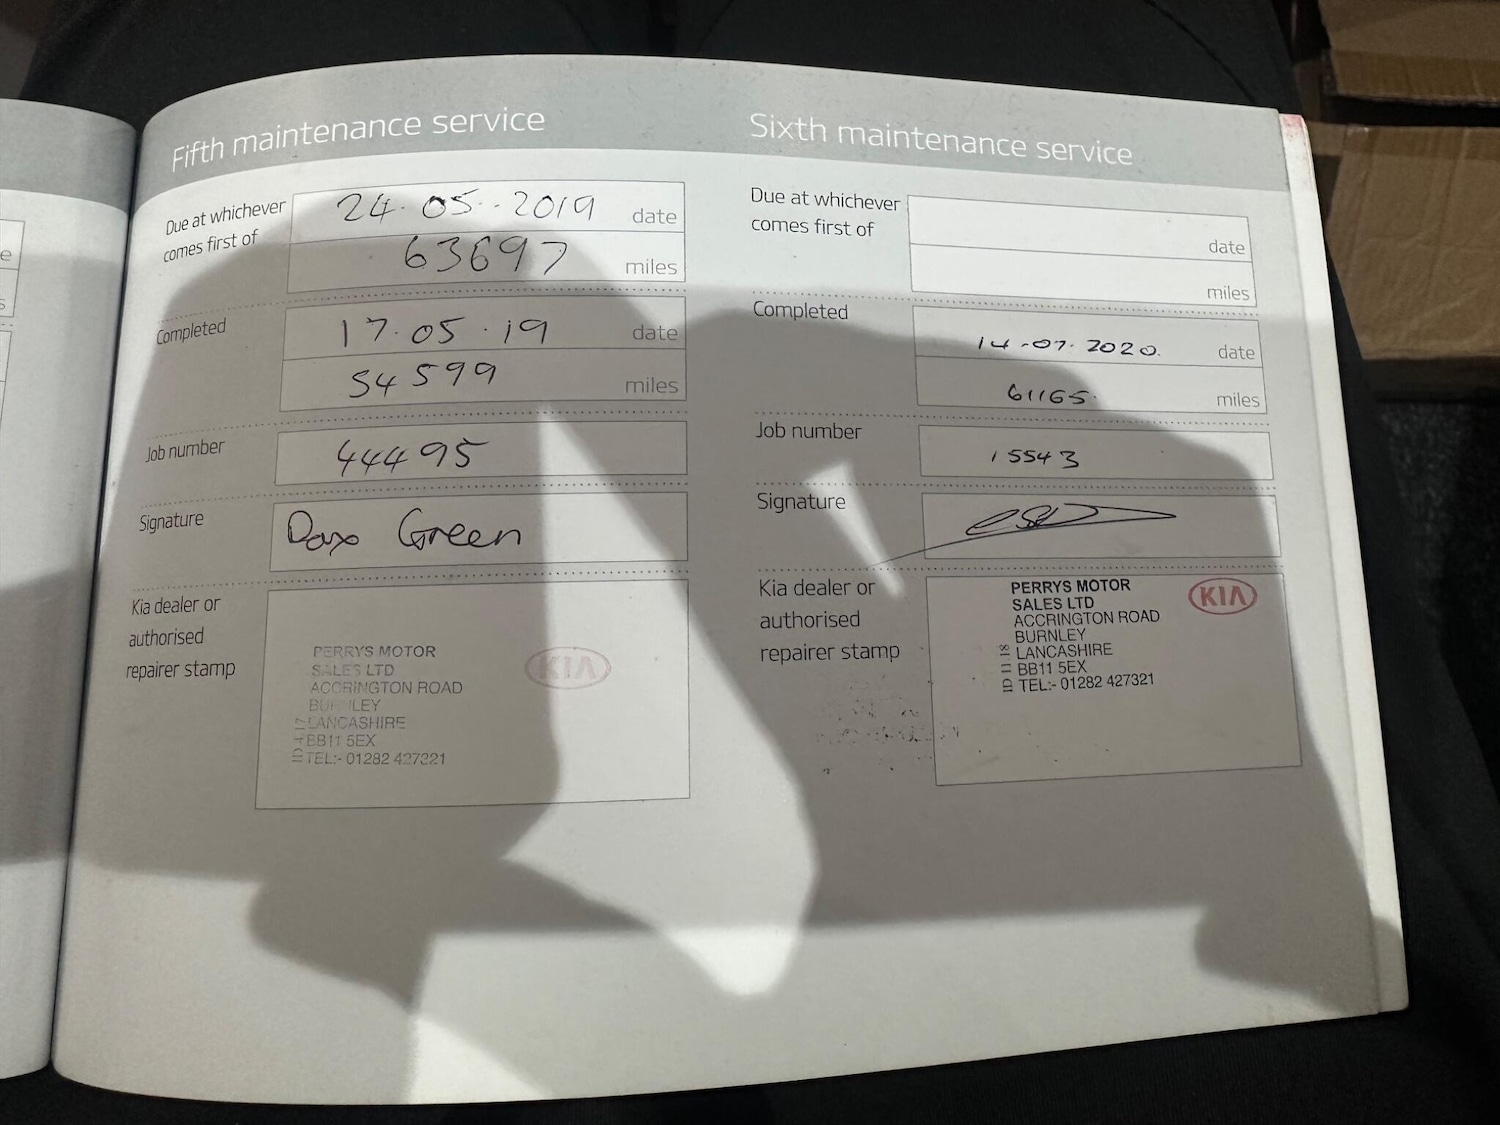 Fifth maintenance service
Due at whichever
comes first of
24.05..2019 date
63697 miles
Completed
17.05.19 date
54599 miles
Job number
44495
Signature
Dax Green
Kia dealer or
authorised
repairer stamp
PERRYS MOTOR
SALES LTD
ACCRINGTON ROAD
BURNLEY
LANCASHIRE
BB11 5EX
TEL:- 01282 427321
KIA
Sixth maintenance service
Due at whichever
comes first of
date
miles
Completed
14-07-2020. date
61165 miles
Job number
15543
Signature
Kia dealer or
authorised
repairer stamp
PERRYS MOTOR
SALES LTD
ACCRINGTON ROAD
BURNLEY
LANCASHIRE
BB11 5EX
TEL:- 01282 427321
KIA